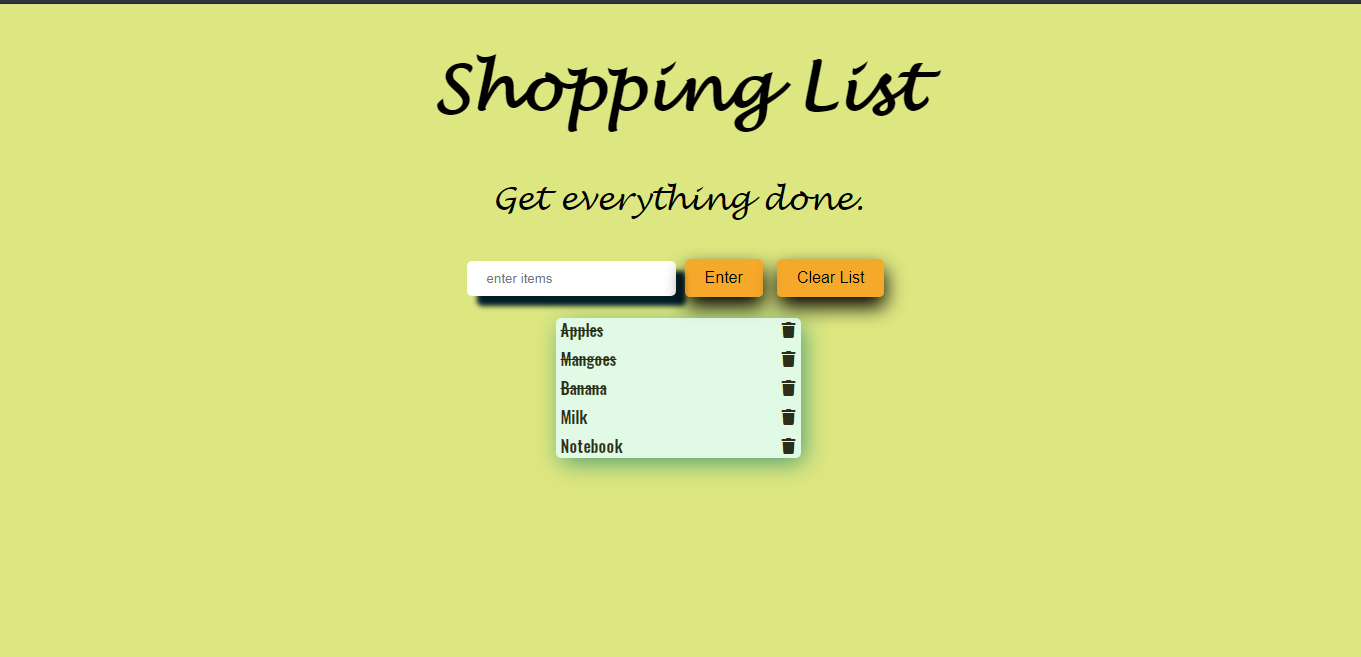 Shopping List
Get everything done.
enter items Enter Clear List
Apples
Mangoes
Banana
Milk
Notebook